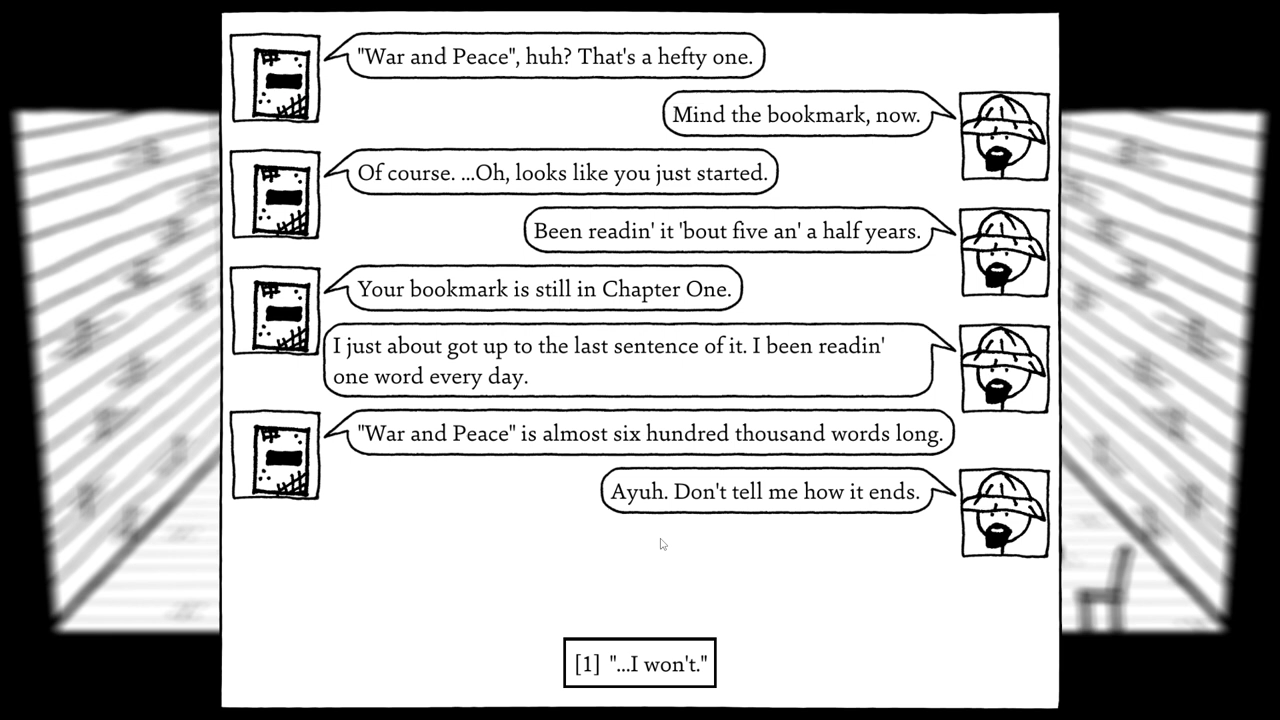 "War and Peace", huh? That's a hefty one.
Mind the bookmark, now.
Of course. ...Oh, looks like you just started.
Been readin' it 'bout five an' a half years.
Your bookmark is still in Chapter One.
I just about got up to the last sentence of it. I been readin'
one word every day.
"War and Peace" is almost six hundred thousand words long.
Ayuh. Don't tell me how it ends.
[1] "...I won't."